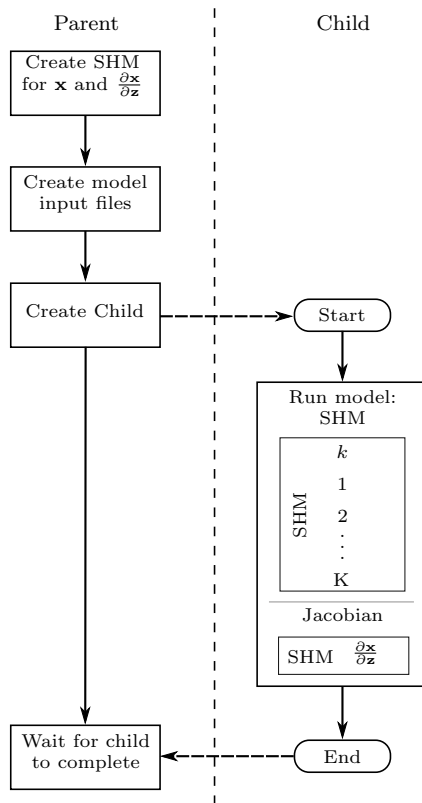 Parent
Child
Create SHM
for x and ∂x/∂z
Create model
input files
Create Child
Start
Run model:
SHM
k
1
SHM
2
⋮
K
Jacobian
SHM ∂x/∂z
Wait for child
to complete
End